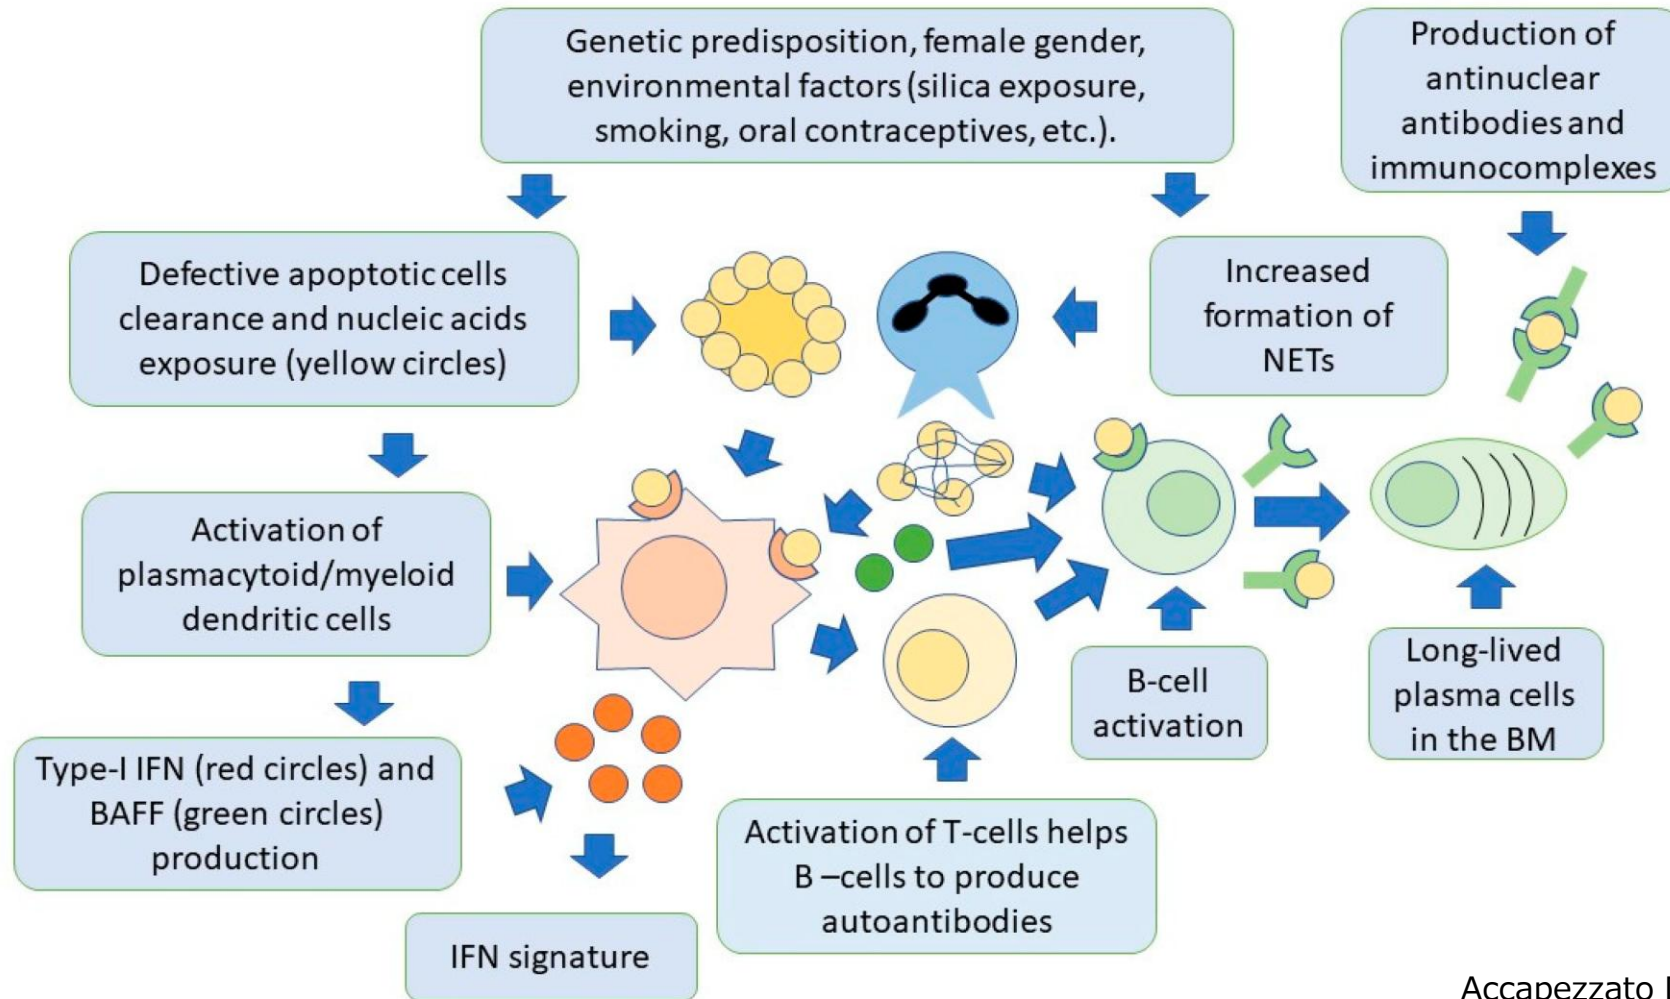 Genetic predisposition, female gender,
environmental factors (silica exposure,
smoking, oral contraceptives, etc.).
Production of
antinuclear
antibodies and
immunocomplexes
Defective apoptotic cells
clearance and nucleic acids
exposure (yellow circles)
Increased
formation of
NETs
Activation of
plasmacytoid/myeloid
dendritic cells
B-cell
activation
Long-lived
plasma cells
in the BM
Type-I IFN (red circles) and
BAFF (green circles)
production
Activation of T-cells helps
B –cells to produce
autoantibodies
IFN signature
Accapezzato